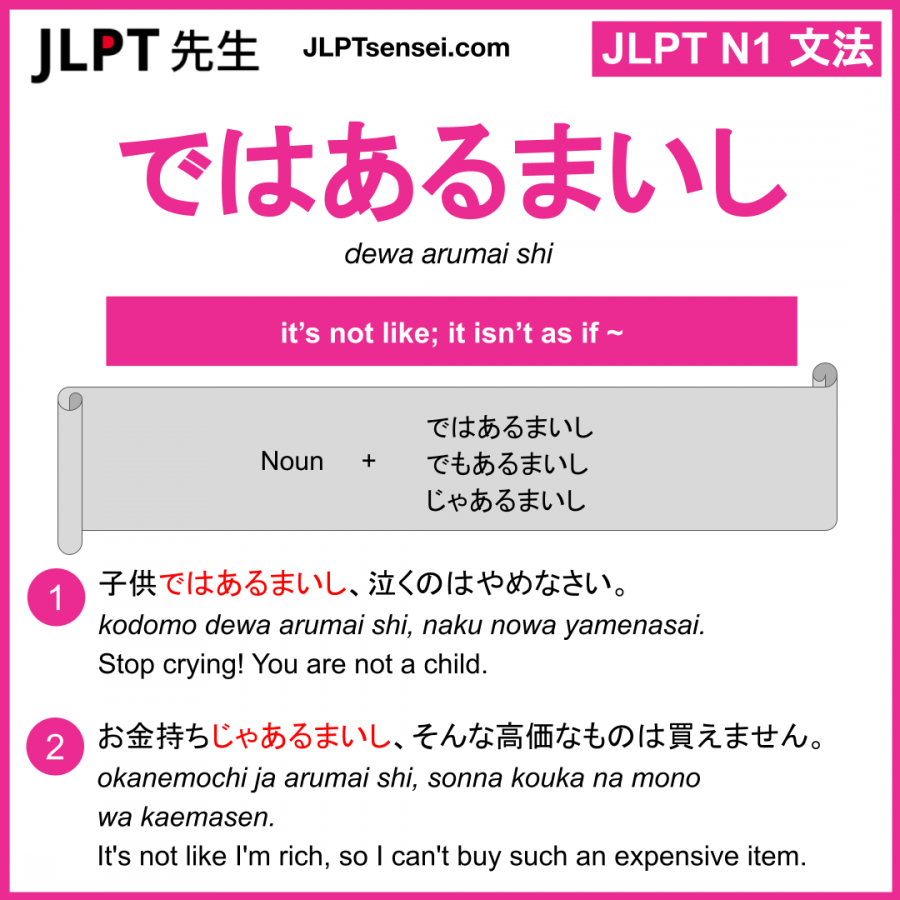 JLPT 先生
JLPTsensei.com
JLPT N1 文法
ではあるまいし
dewa arumai shi
it’s not like; it isn’t as if ~
ではあるまいし
Noun + でもあるまいし
じゃあるまいし
1 子供ではあるまいし、泣くのはやめなさい。
kodomo dewa arumai shi, naku nowa yamenasai.
Stop crying! You are not a child.
2 お金持ちじゃあるまいし、そんな高価なものは買えません。
okanemochi ja arumai shi, sonna kouka na mono
wa kaemasen.
It's not like I'm rich, so I can't buy such an expensive item.